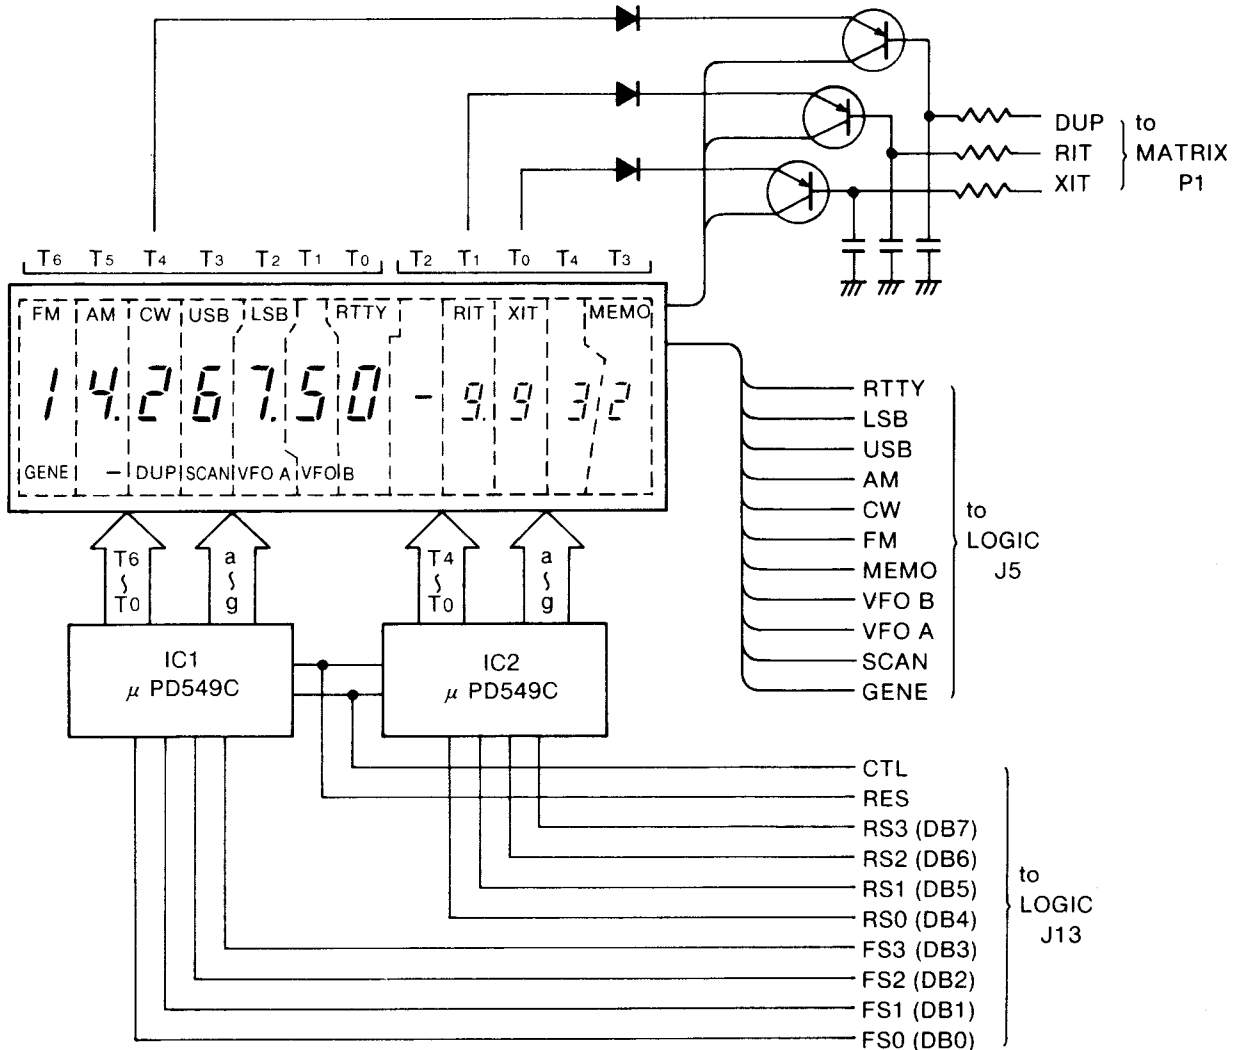 DUP
RIT
XIT
to
MATRIX
P1
T6 T5 T4 T3 T2 T1 T0 T2 T1 T0 T4 T3
FM AM CW USB LSB RTTY RIT XIT MEMO
14.267.50 - 9.9 3 2
GENE - DUP SCAN VFO A VFO B
T6
~
T0
a
~
g
T4
~
T0
a
~
g
IC1
μ PD549C
IC2
μ PD549C
RTTY
LSB
USB
AM
CW
FM
MEMO
VFO B
VFO A
SCAN
GENE
to
LOGIC
J5
CTL
RES
RS3 (DB7)
RS2 (DB6)
RS1 (DB5)
RS0 (DB4)
FS3 (DB3)
FS2 (DB2)
FS1 (DB1)
FS0 (DB0)
to
LOGIC
J13